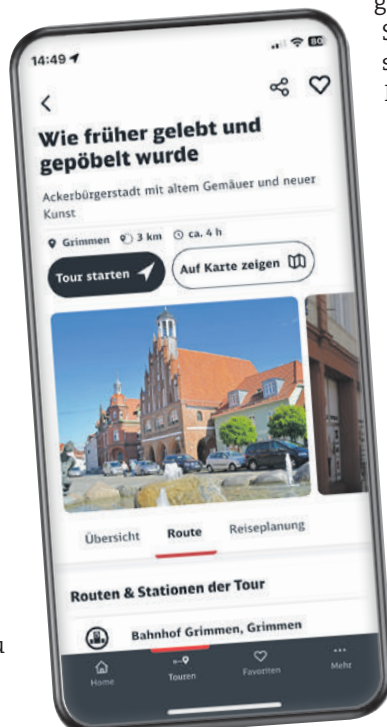 14:49
80
Wie früher gelebt und
gepöbelt wurde
Ackerbürgerstadt mit altem Gemäuer und neuer
Kunst
Grimmen 3 km ca. 4 h
Tour starten Auf Karte zeigen
Übersicht Route Reiseplanung
Routen & Stationen der Tour
Bahnhof Grimmen, Grimmen
Home Touren Favoriten Mehr